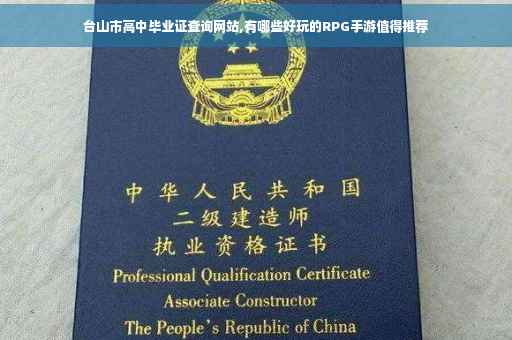 台山市高中毕业证查询网站,有哪些好玩的RPG手游值得推荐
中华人民共和国
二级建造师
执业资格证书
Professional Qualification Certificate
Associate Constructor
The People's Republic of China